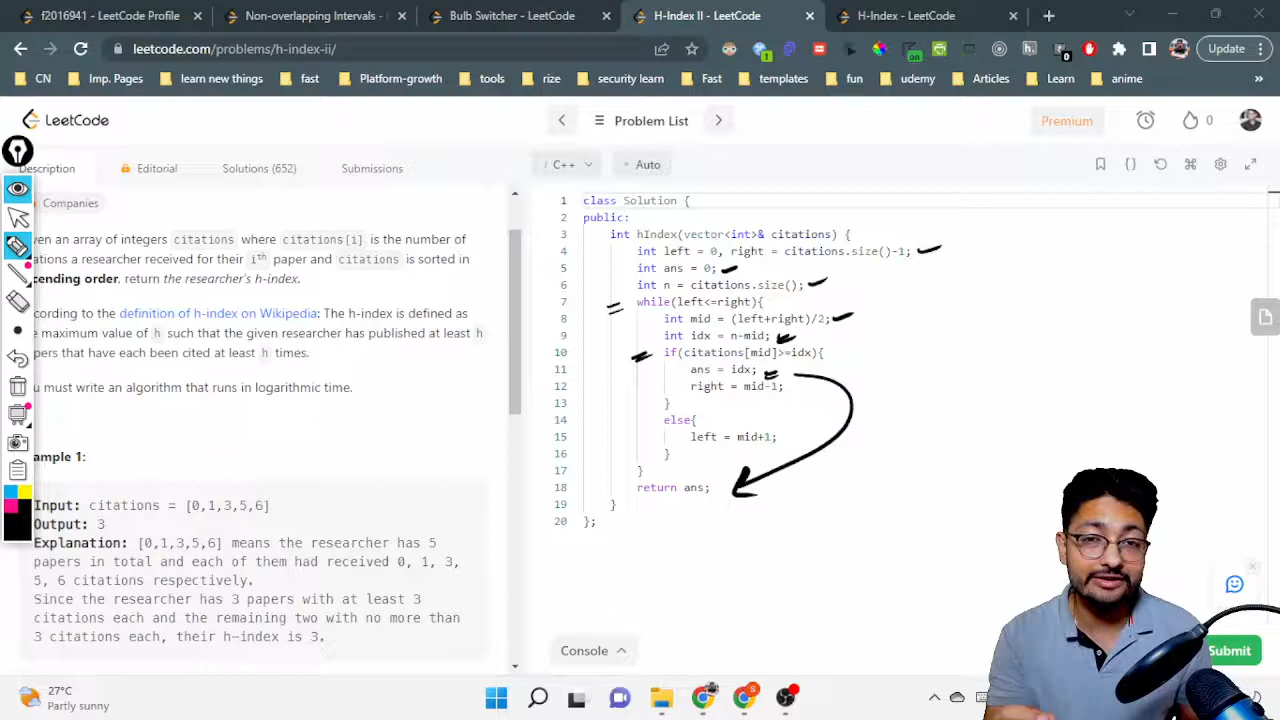 f2016941 - LeetCode Profile
Non-overlapping Intervals -
Bulb Switcher - LeetCode
H-Index II - LeetCode
H-Index - LeetCode
leetcode.com/problems/h-index-ii/
1
on
h.
0
Update
CN
Imp. Pages
learn new things
fast
Platform-growth
tools
rise
security learn
Fast
templates
fun
udemy
Articles
Learn
anime
»
LeetCode
Problem List
Premium
0
Description
Editorial
Solutions (652)
Submissions
i C++
Auto
Companies
ven an array of integers citations where citations[i] is the number of
ations a researcher received for their ith paper and citations is sorted in
cending order, return the researcher's h-index.
cording to the definition of h-index on Wikipedia: The h-index is defined as
e maximum value of h such that the given researcher has published at least h
pers that have each been cited at least h times.
u must write an algorithm that runs in logarithmic time.
ample 1:
Input: citations = [0,1,3,5,6]
Output: 3
Explanation: [0,1,3,5,6] means the researcher has 5
papers in total and each of them had received 0, 1, 3,
5, 6 citations respectively.
Since the researcher has 3 papers with at least 3
citations each and the remaining two with no more than
3 citations each, their h-index is 3.
1 class Solution {
2 public:
3 int hIndex(vector<int>& citations) {
4 int left = 0, right = citations.size()-1;
5 int ans = 0;
6 int n = citations.size();
7 while(left<=right){
8 int mid = (left+right)/2;
9 int idx = n-mid;
10 if(citations[mid]>=idx){
11 ans = idx;
12 right = mid-1;
13 }
14 else{
15 left = mid+1;
16 }
17 }
18 return ans;
19 }
20 };
Console
Submit
27°C
Partly sunny